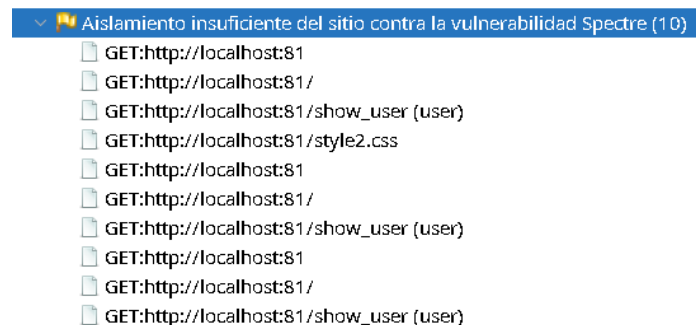 Aislamiento insuficiente del sitio contra la vulnerabilidad Spectre (10)
GET:http://localhost:81
GET:http://localhost:81/
GET:http://localhost:81/show_user (user)
GET:http://localhost:81/style2.css
GET:http://localhost:81
GET:http://localhost:81/
GET:http://localhost:81/show_user (user)
GET:http://localhost:81
GET:http://localhost:81/
GET:http://localhost:81/show_user (user)